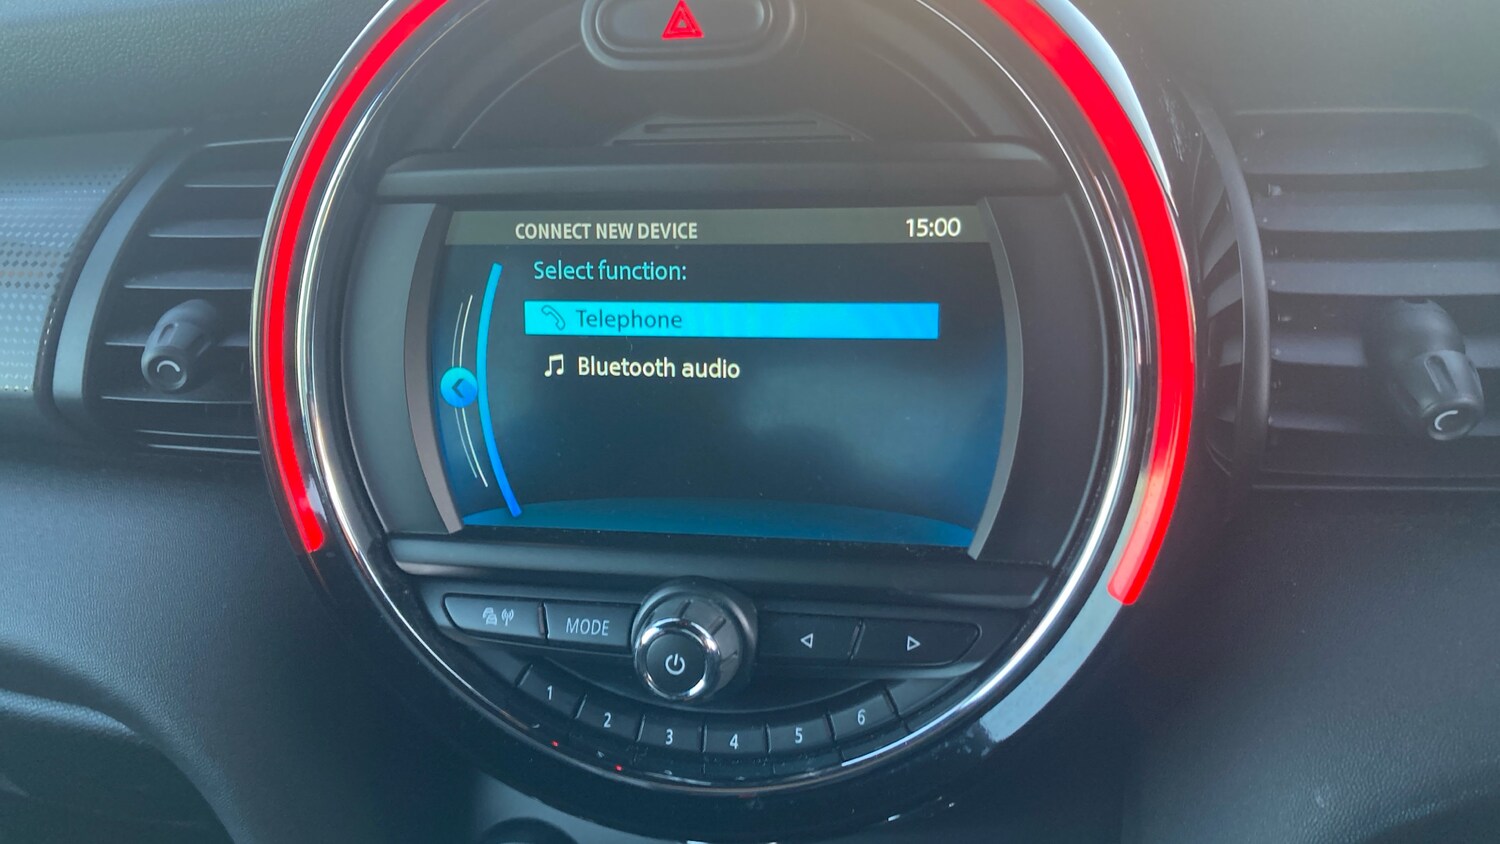 CONNECT NEW DEVICE 15:00
Select function:
Telephone
Bluetooth audio
MODE
1 2 3 4 5 6